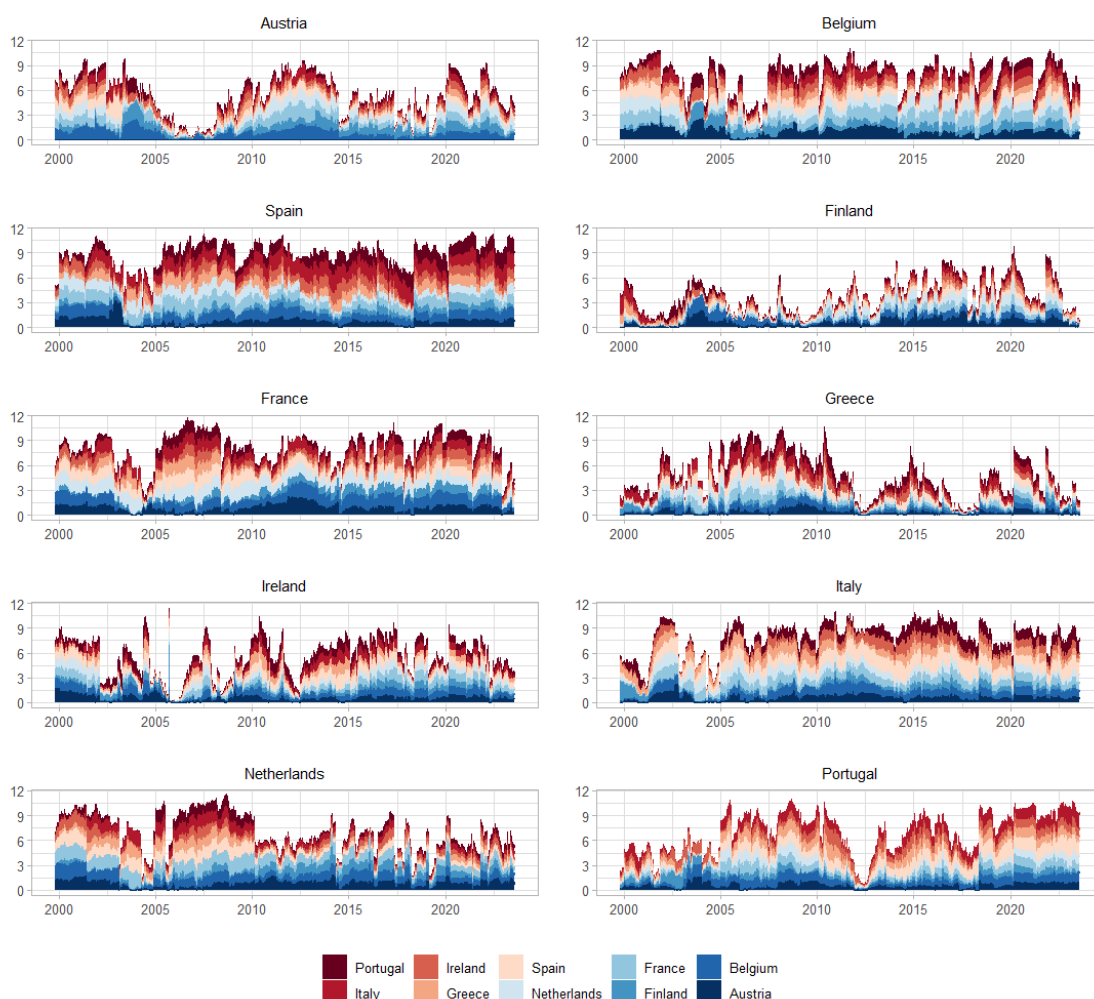 Austria
Belgium
12
9
6
3
0
2000 2005 2010 2015 2020
12
9
6
3
0
2000 2005 2010 2015 2020
Spain
Finland
12
9
6
3
0
2000 2005 2010 2015 2020
12
9
6
3
0
2000 2005 2010 2015 2020
France
Greece
12
9
6
3
0
2000 2005 2010 2015 2020
12
9
6
3
0
2000 2005 2010 2015 2020
Ireland
Italy
12
9
6
3
0
2000 2005 2010 2015 2020
12
9
6
3
0
2000 2005 2010 2015 2020
Netherlands
Portugal
12
9
6
3
0
2000 2005 2010 2015 2020
12
9
6
3
0
2000 2005 2010 2015 2020
Portugal Ireland Spain France Belgium
Italy Greece Netherlands Finland Austria